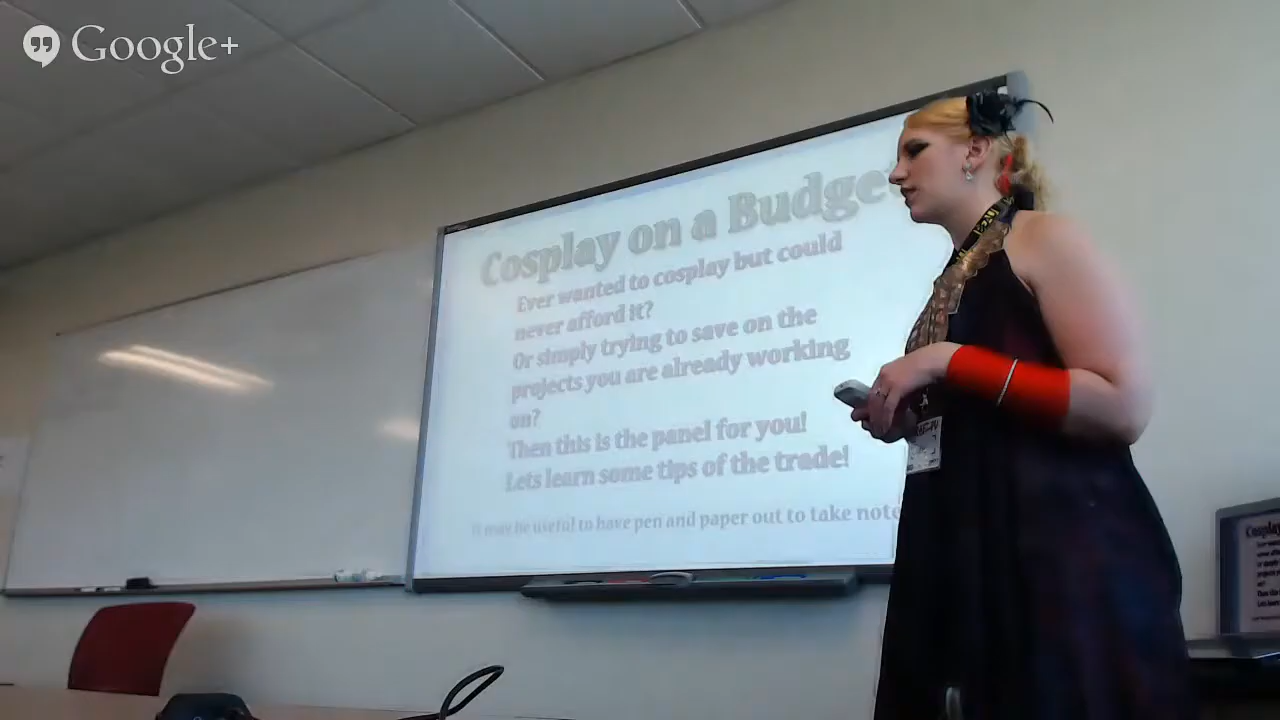 Google+
Cosplay on a Budget
Ever wanted to cosplay but could
never afford it?
Or simply trying to save on the
projects you are already working
on?
Then this is the panel for you!
Lets learn some tips of the trade!
It may be useful to have pen and paper out to take note